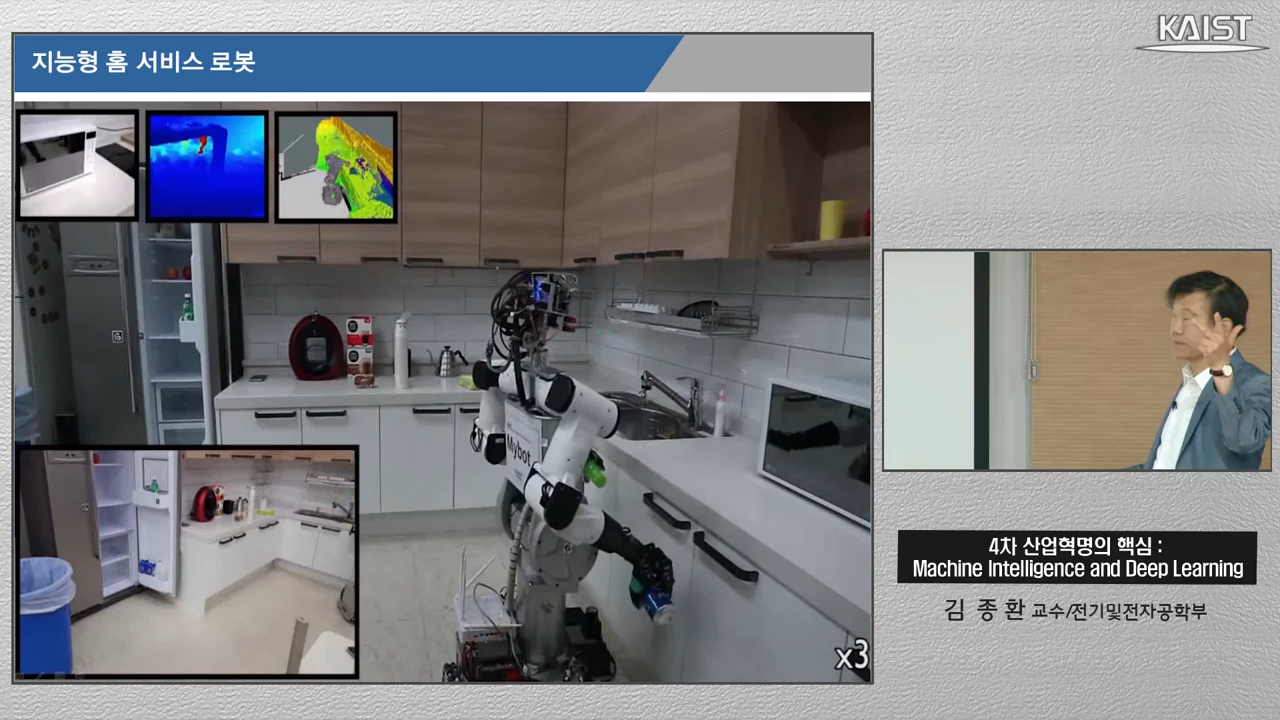 KAIST
지능형 홈 서비스 로봇
Mybot
x3
4차 산업혁명의 핵심 :
Machine Intelligence and Deep Learning
김 종 환 교수/전기및전자공학부